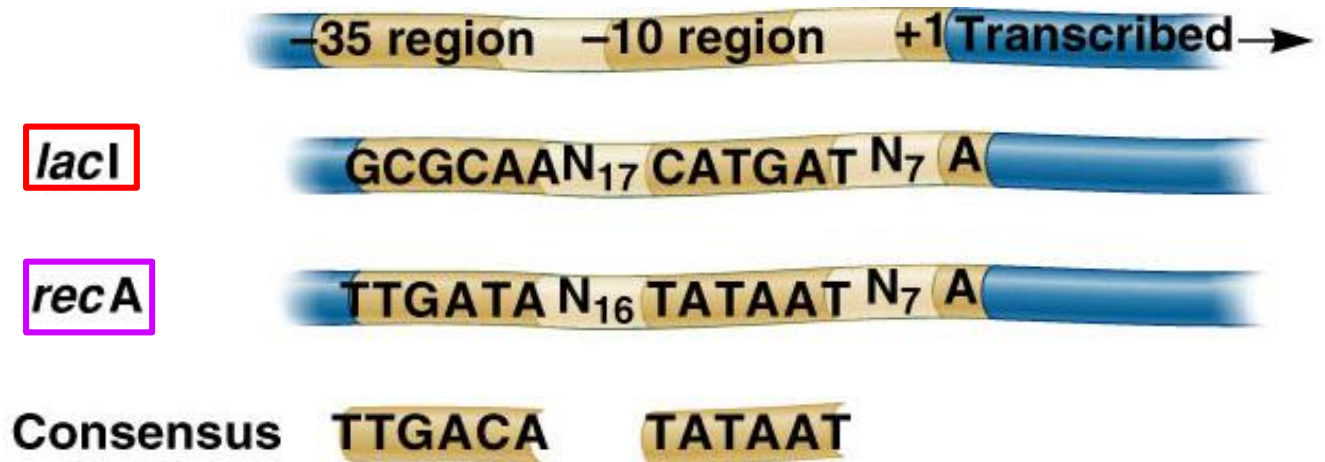 –35 region –10 region +1 Transcribed
lacI GCGCAA N17 CATGAT N7 A
recA TTGATA N16 TATAAT N7 A
Consensus TTGACA TATAAT